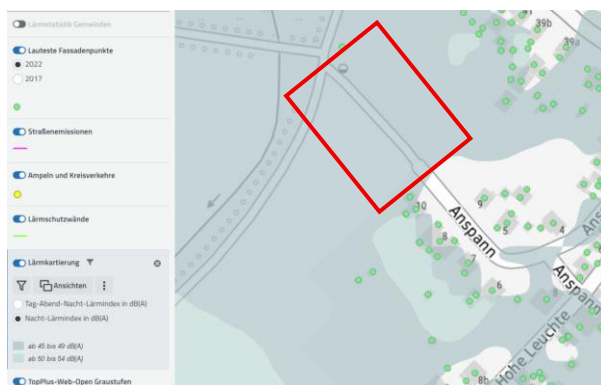 Lärmstatistik Gemeinden
Lauteste Fassadenpunkte
2022
2017
Straßenemissionen
Ampeln und Kreisverkehre
Lärmschutzwände
Lärmkartierung
Ansichten
Tag-Abend-Nacht-Lärmindex in dB(A)
Nacht-Lärmindex in dB(A)
ab 45 bis 49 dB(A)
ab 50 bis 54 dB(A)
TopPlus-Web-Open Graustufen
39b
39a
9
10
5
4
8
7
6
8b
Anspann
Anspann
Hohe Leuchte